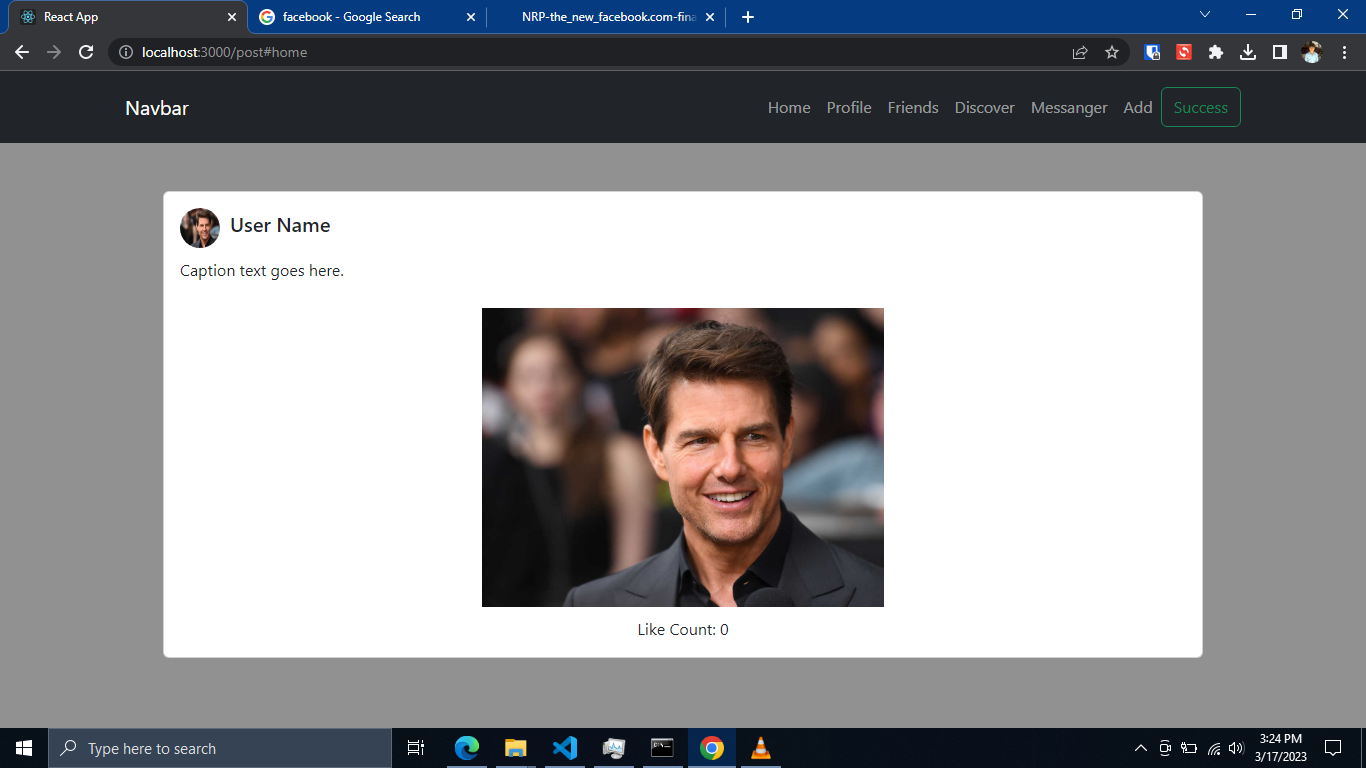 React App
facebook - Google Search
NRP-the_new_facebook.com-fina
localhost:3000/post#home
Navbar
Home Profile Friends Discover Messanger Add Success
User Name
Caption text goes here.
Like Count: 0
Type here to search
3:24 PM
3/17/2023